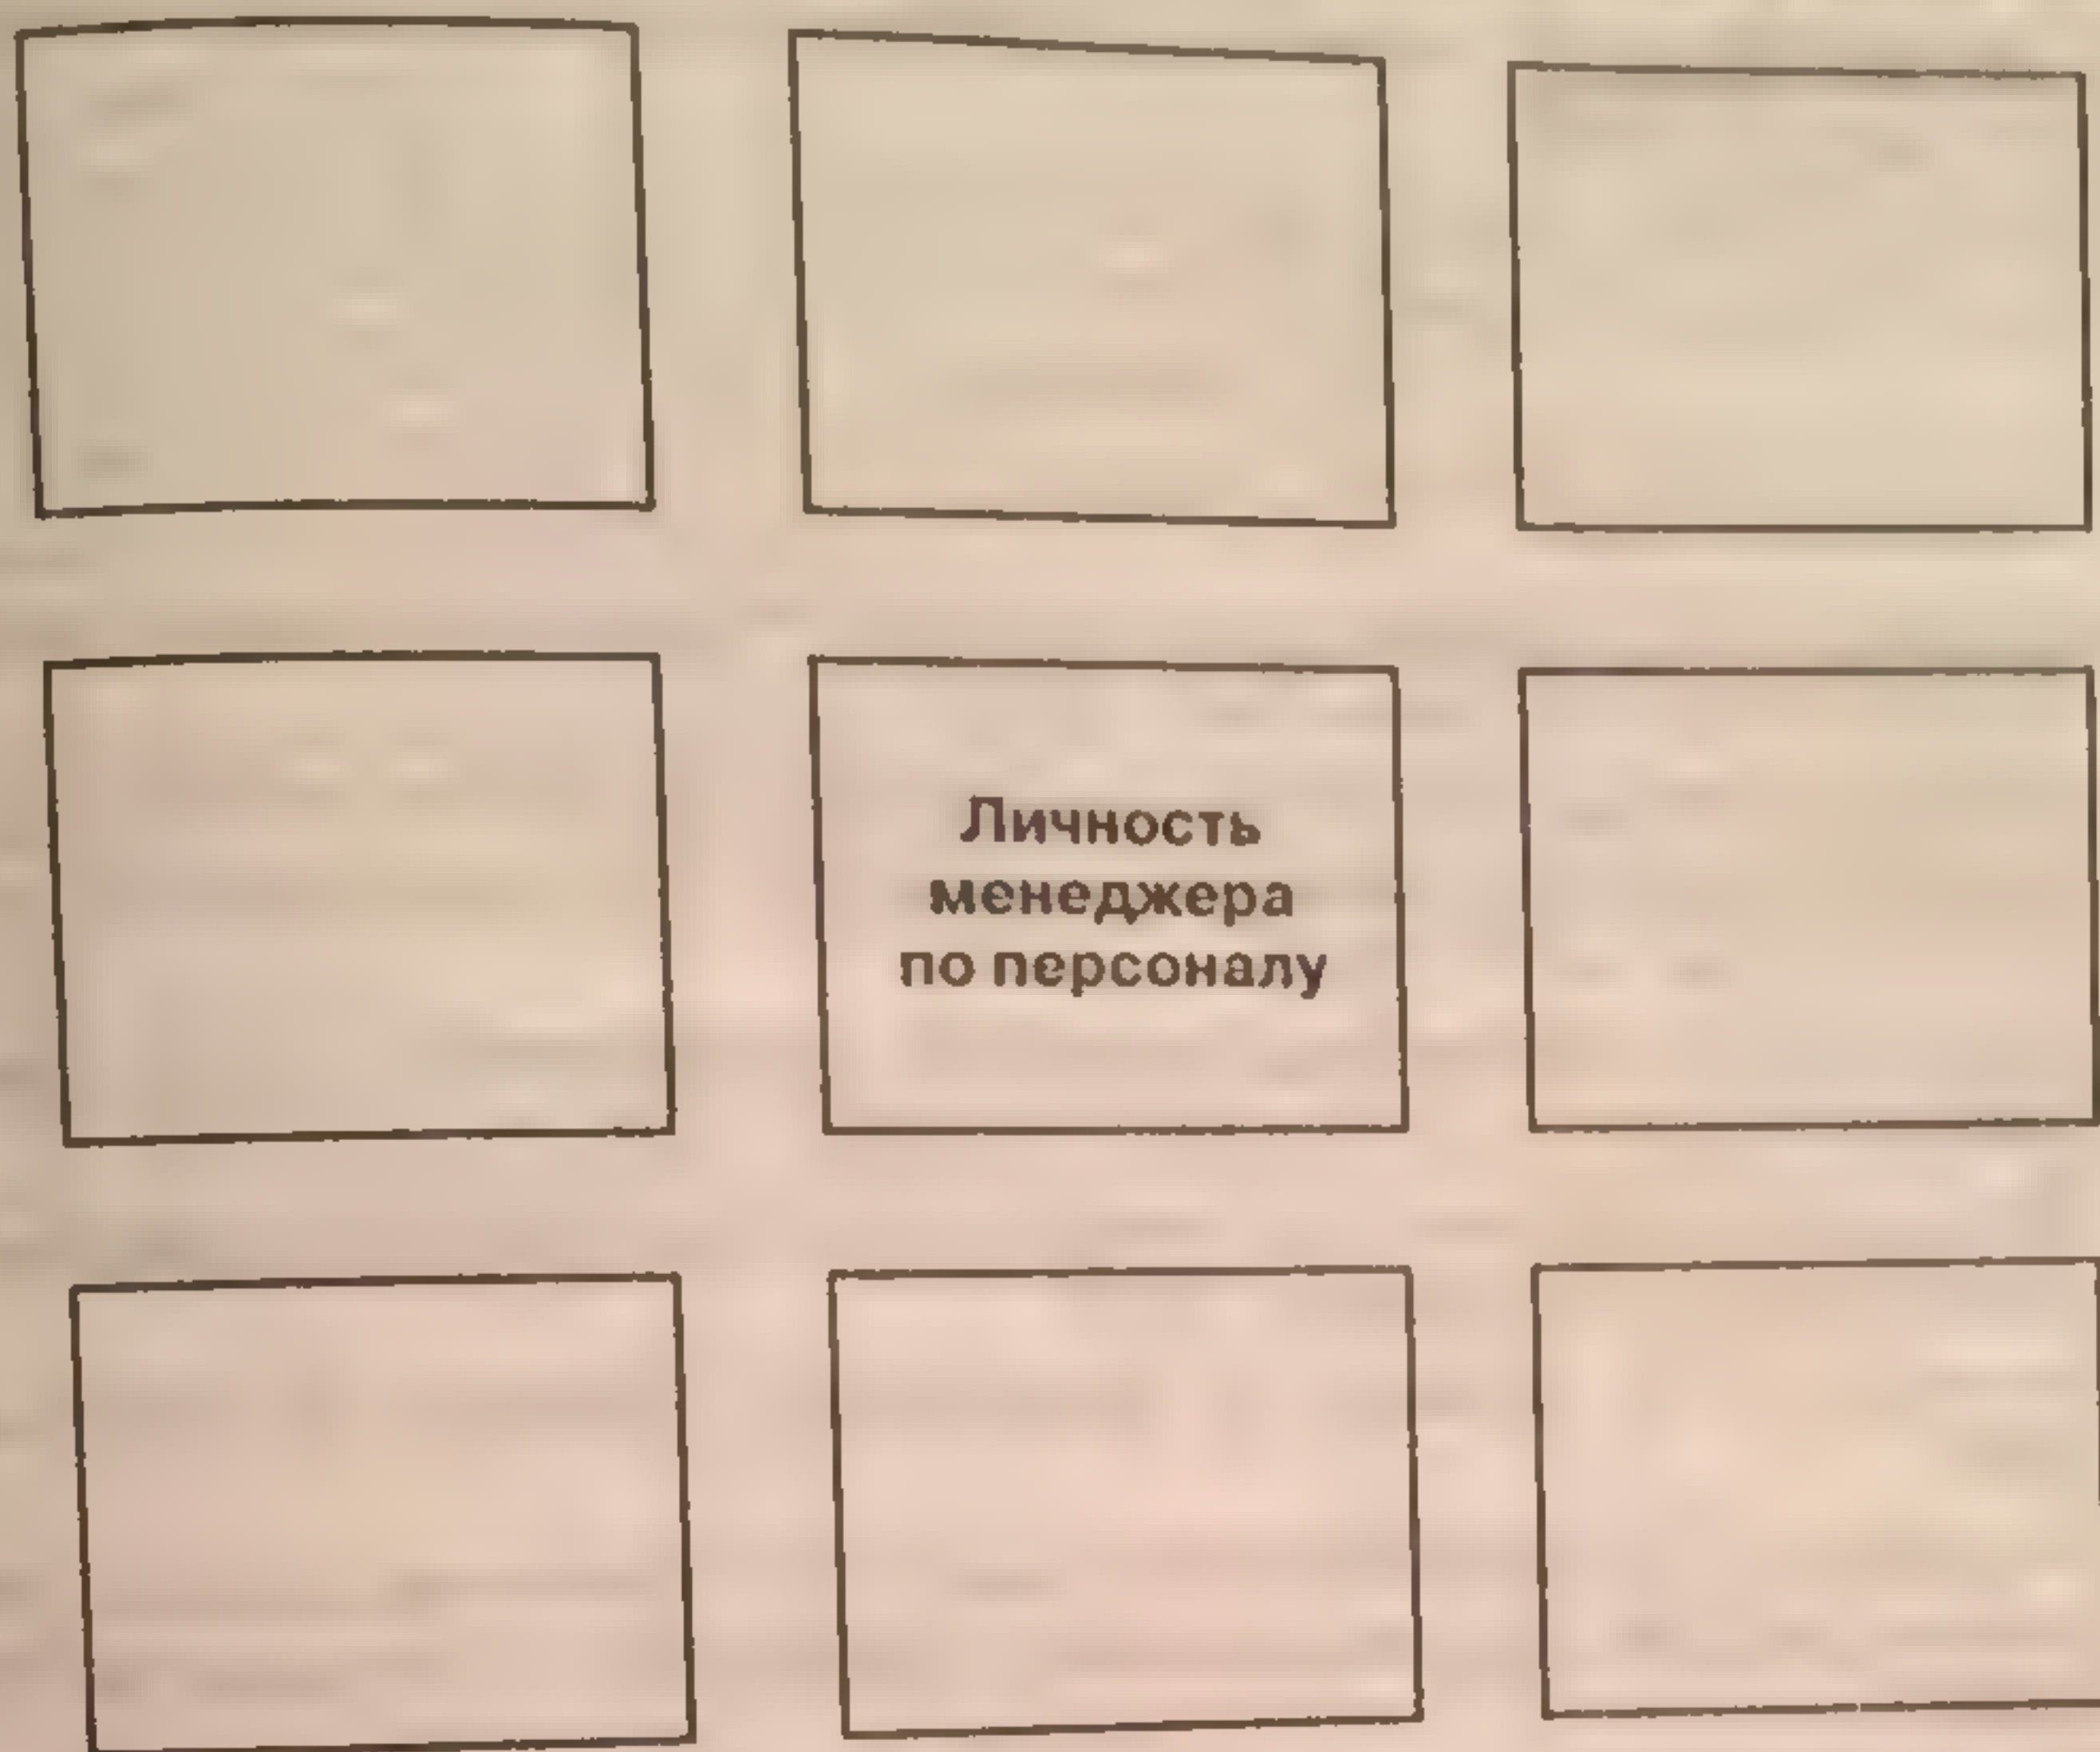 Личность
менеджера
по персоналу